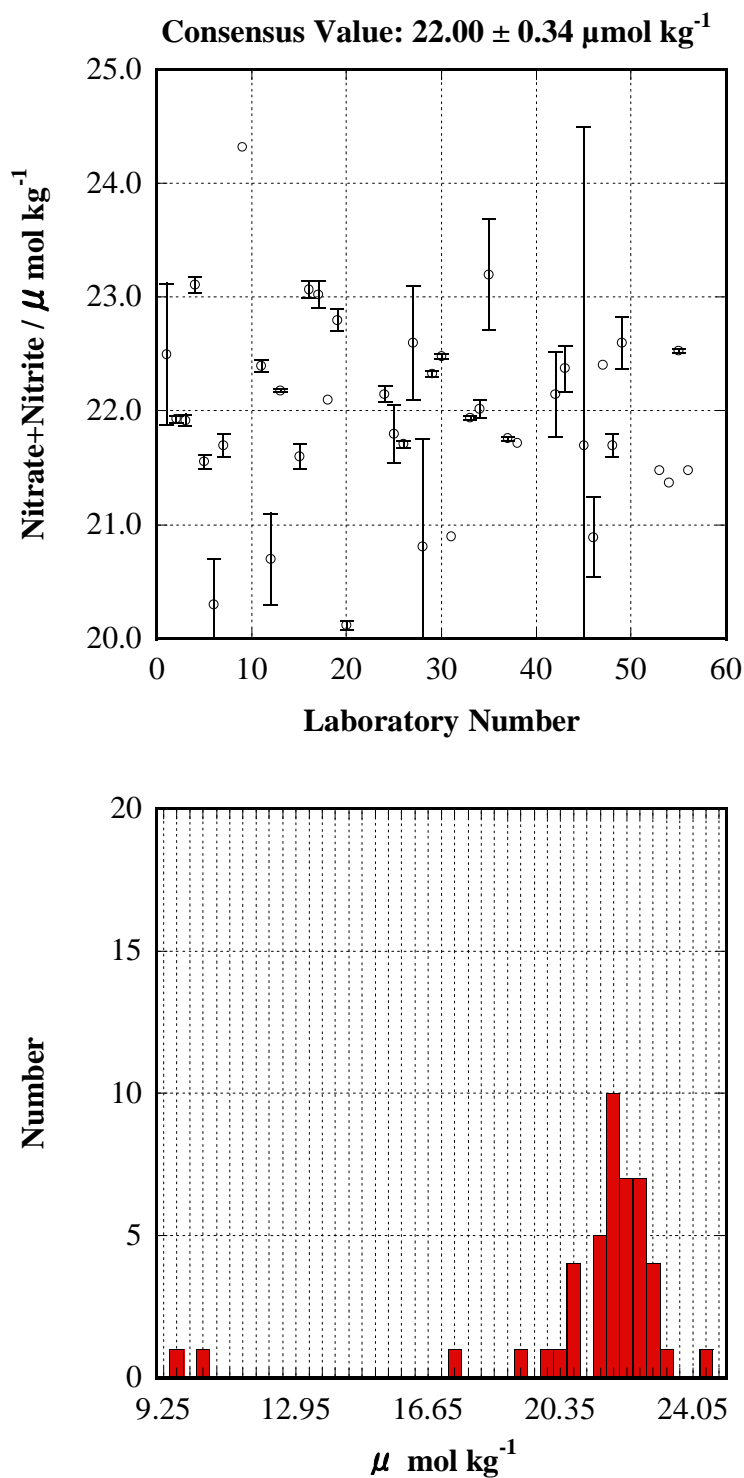 Consensus Value: 22.00 ± 0.34 µmol kg⁻¹
25.0
24.0
23.0
22.0
21.0
20.0
Nitrate+Nitrite / µ mol kg⁻¹
0 10 20 30 40 50 60
Laboratory Number
20
15
10
5
0
Number
9.25 12.95 16.65 20.35 24.05
µ mol kg⁻¹